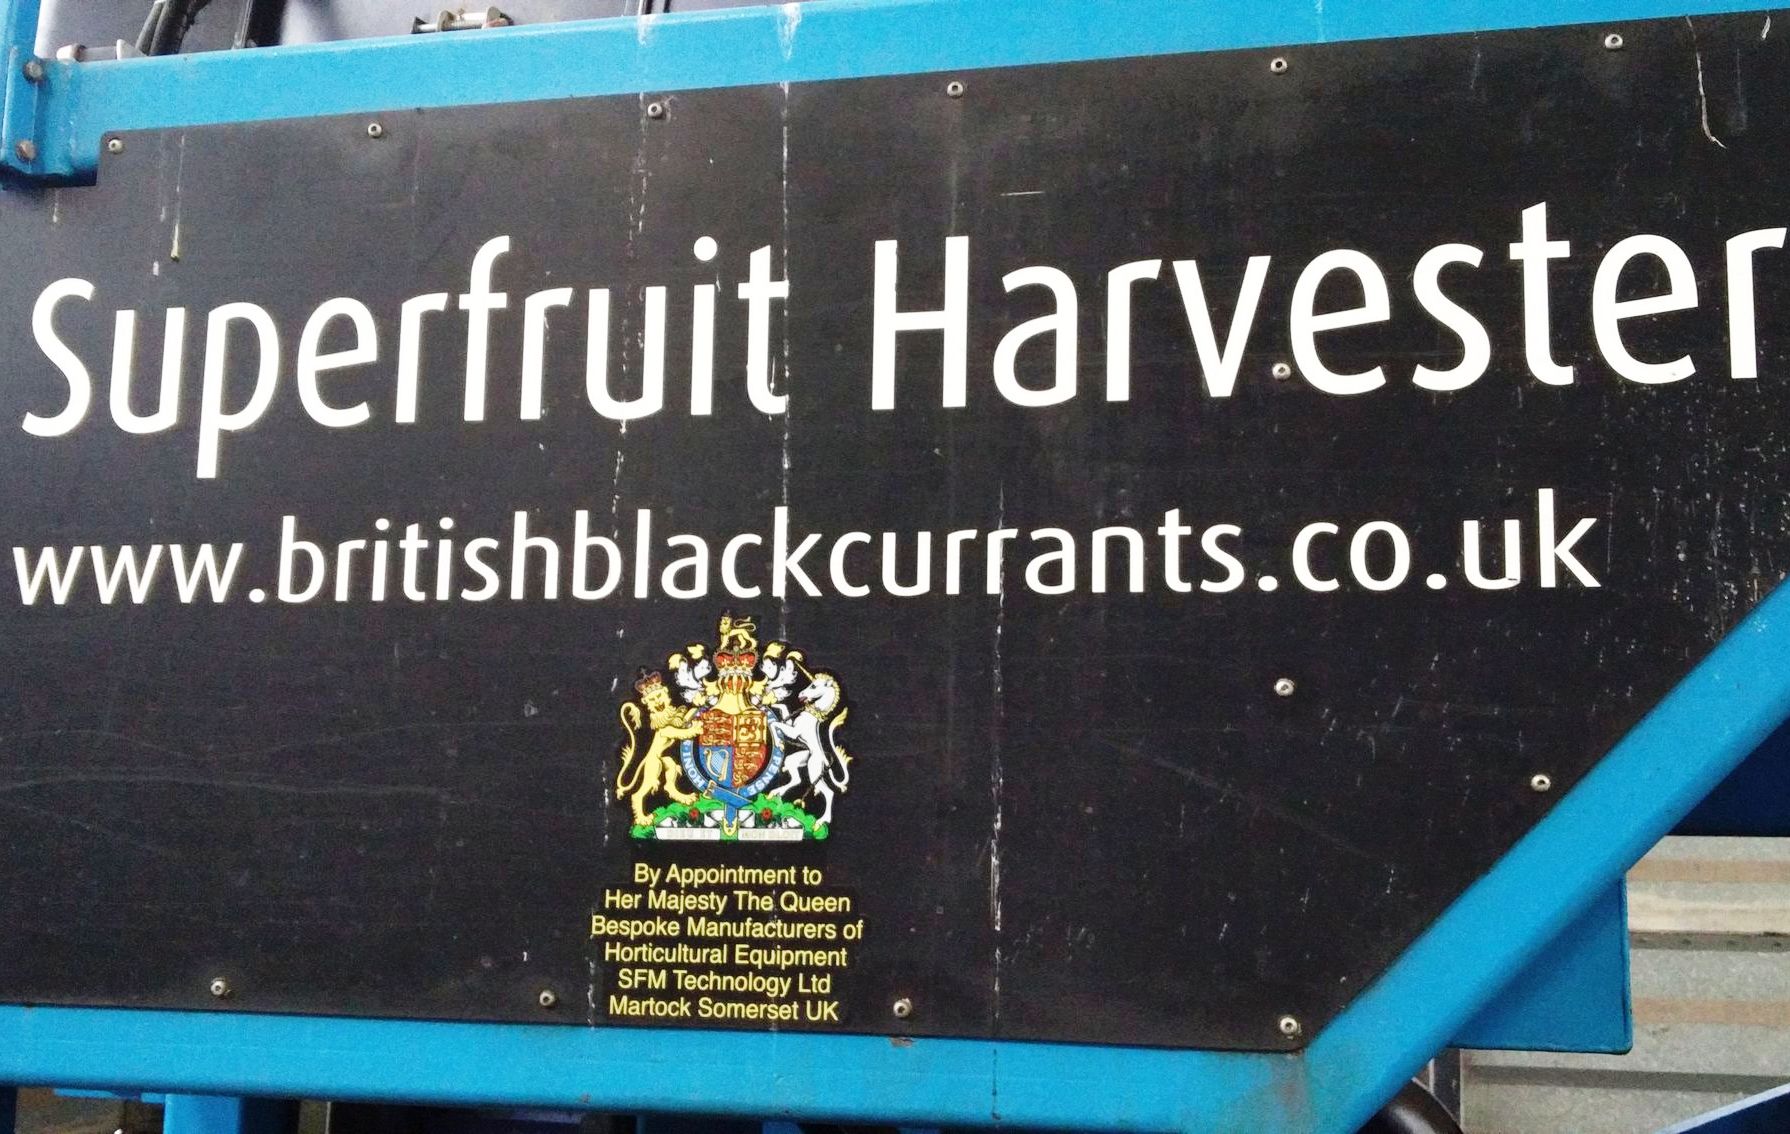 Superfruit Harvester
www.britishblackcurrants.co.uk
By Appointment to
Her Majesty The Queen
Bespoke Manufacturers of
Horticultural Equipment
SFM Technology Ltd
Martock Somerset UK